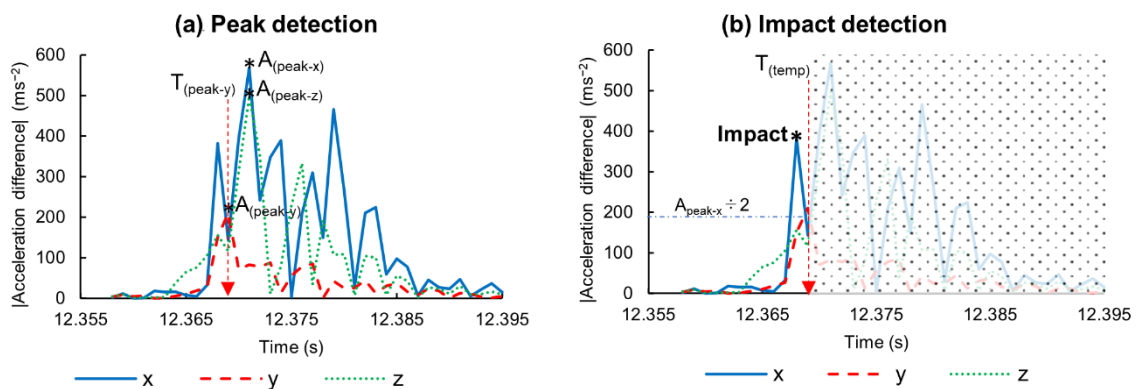 (a) Peak detection
|Acceleration difference| (ms⁻²)
600
500
400
300
200
100
0
T(peak-y)
A(peak-x)
A(peak-z)
A(peak-y)
12.355
12.365
12.375
12.385
12.395
Time (s)
x
y
z
(b) Impact detection
|Acceleration difference| (ms⁻²)
600
500
400
300
200
100
0
T(temp)
Impact
Apeak-x ÷ 2
12.355
12.365
12.375
12.385
12.395
Time (s)
x
y
z